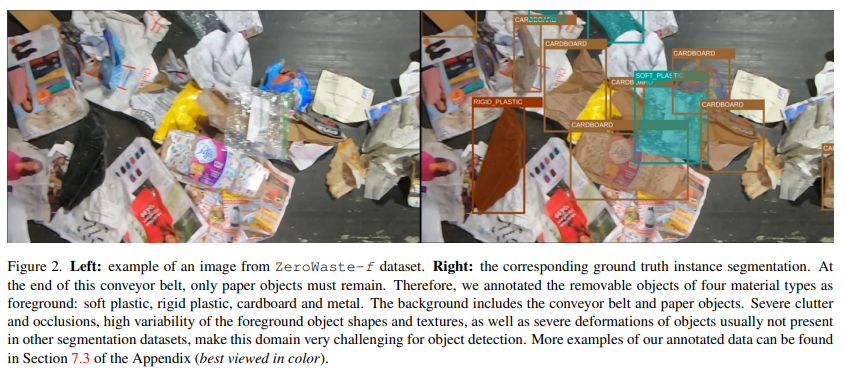 CARDBOARD
CARDBOARD
CARDBOARD
SOFT_PLASTIC
RIGID_PLASTIC
CARDBOARD
CARDBOARD
Figure 2. Left: example of an image from ZeroWaste-f dataset. Right: the corresponding ground truth instance segmentation. At
the end of this conveyor belt, only paper objects must remain. Therefore, we annotated the removable objects of four material types as
foreground: soft plastic, rigid plastic, cardboard and metal. The background includes the conveyor belt and paper objects. Severe clutter
and occlusions, high variability of the foreground object shapes and textures, as well as severe deformations of objects usually not present
in other segmentation datasets, make this domain very challenging for object detection. More examples of our annotated data can be found
in Section 7.3 of the Appendix (best viewed in color).